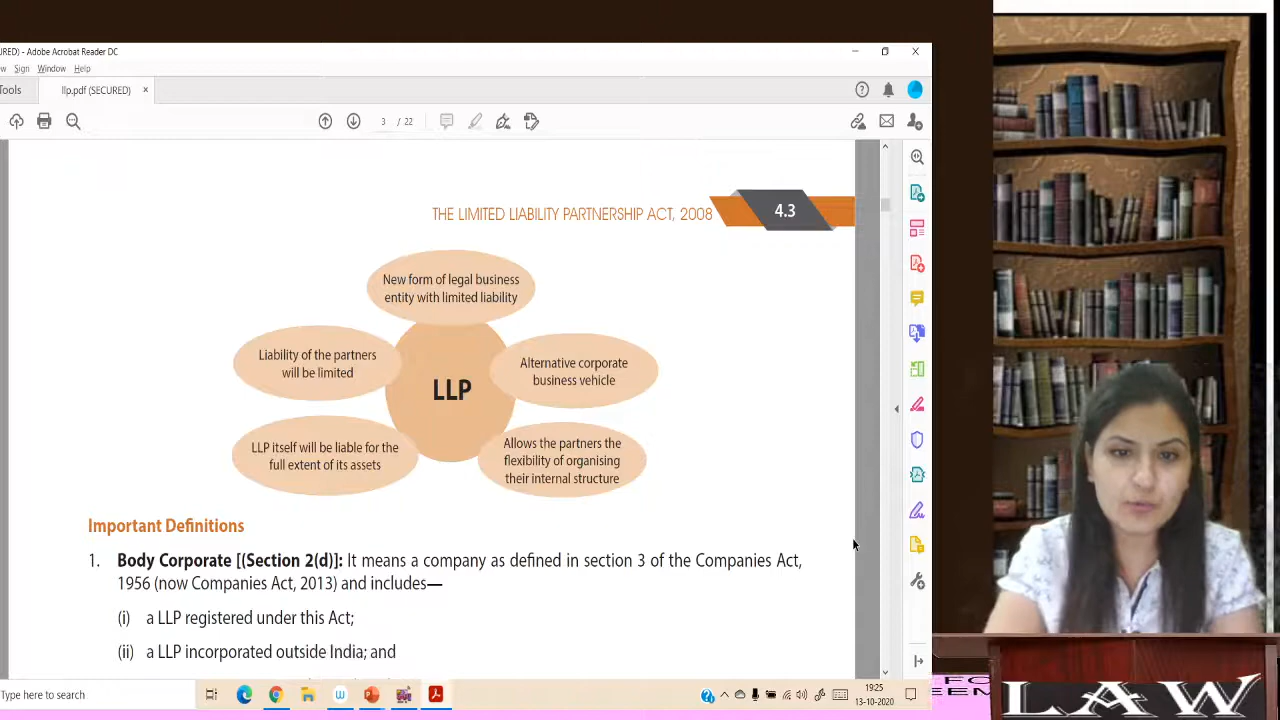 RED) - Adobe Acrobat Reader DC
w Sign Window Help
Tools llp.pdf (SECURED) ×
3 / 22
THE LIMITED LIABILITY PARTNERSHIP ACT, 2008 4.3
New form of legal business
entity with limited liability
Liability of the partners
will be limited
Alternative corporate
business vehicle
LLP
LLP itself will be liable for the
full extent of its assets
Allows the partners the
flexibility of organising
their internal structure
Important Definitions
1. Body Corporate [(Section 2(d)]: It means a company as defined in section 3 of the Companies Act,
1956 (now Companies Act, 2013) and includes—
(i) a LLP registered under this Act;
(ii) a LLP incorporated outside India; and
Type here to search
19:25
13-10-2020
LAW